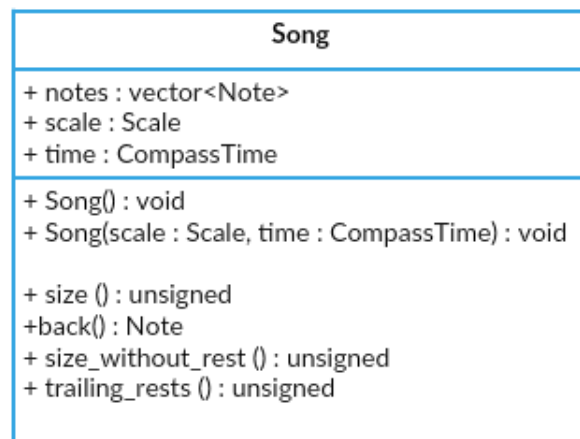 Song
+ notes : vector<Note>
+ scale : Scale
+ time : CompassTime
+ Song() : void
+ Song(scale : Scale, time : CompassTime) : void
+ size () : unsigned
+back() : Note
+ size_without_rest () : unsigned
+ trailing_rests () : unsigned